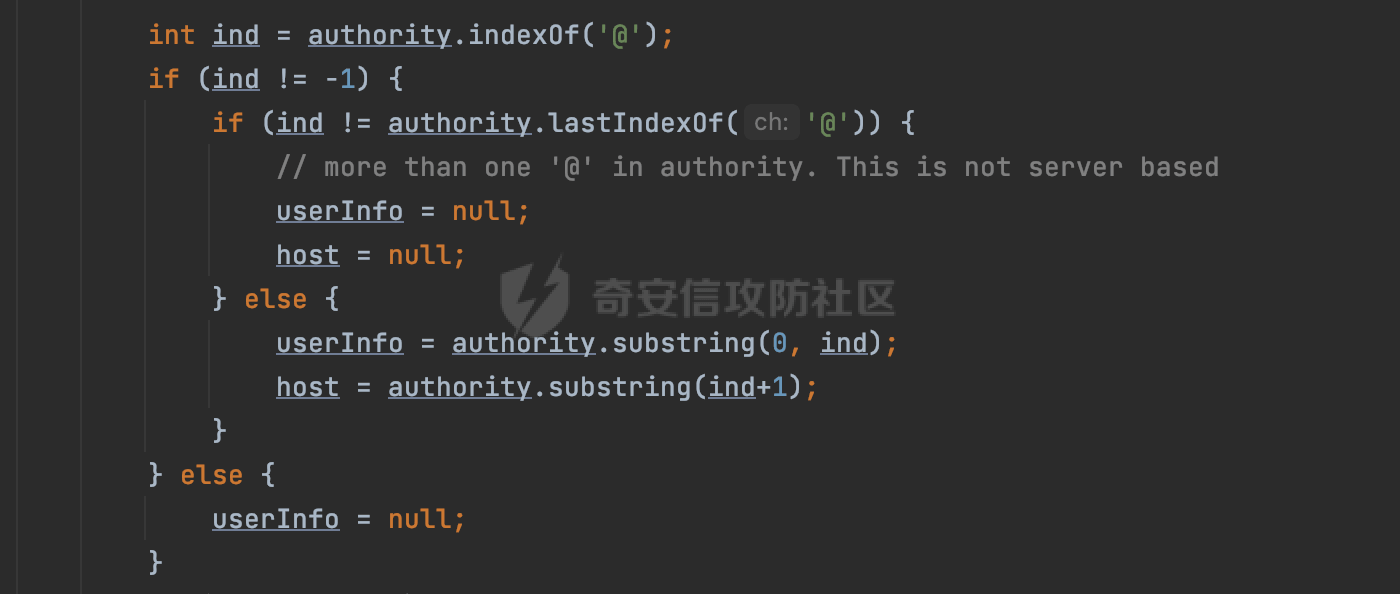 int ind = authority.indexOf('@');
if (ind != -1) {
if (ind != authority.lastIndexOf( ch: '@')) {
// more than one '@' in authority. This is not server based
userInfo = null;
host = null;
} else {
userInfo = authority.substring(0, ind);
host = authority.substring(ind+1);
}
} else {
userInfo = null;
}
奇安信攻防社区